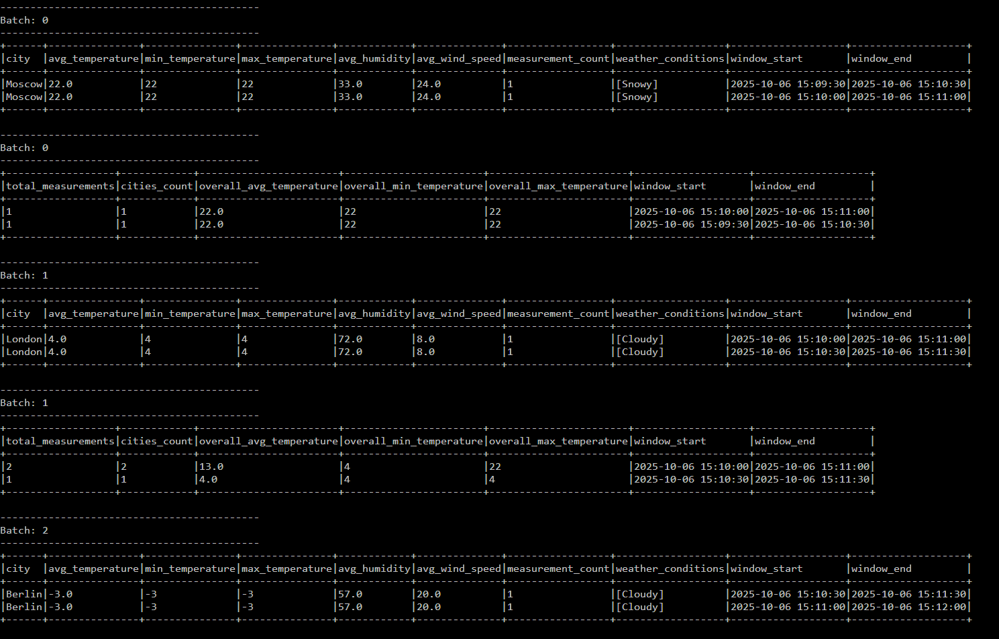 -------------------------------------------
Batch: 0
-------------------------------------------
+------+---------------+---------------+---------------+------------+--------------+-----------------+------------------+-------------------+-------------------+
|city  |avg_temperature|min_temperature|max_temperature|avg_humidity|avg_wind_speed|measurement_count|weather_conditions|window_start       |window_end         |
+------+---------------+---------------+---------------+------------+--------------+-----------------+------------------+-------------------+-------------------+
|Moscow|22.0           |22             |22             |33.0        |24.0          |1                |[Snowy]           |2025-10-06 15:09:30|2025-10-06 15:10:30|
|Moscow|22.0           |22             |22             |33.0        |24.0          |1                |[Snowy]           |2025-10-06 15:10:00|2025-10-06 15:11:00|
+------+---------------+---------------+---------------+------------+--------------+-----------------+------------------+-------------------+-------------------+
-------------------------------------------
Batch: 0
-------------------------------------------
+------------------+------------+-----------------------+-----------------------+-----------------------+-------------------+-------------------+
|total_measurements|cities_count|overall_avg_temperature|overall_min_temperature|overall_max_temperature|window_start       |window_end         |
+------------------+------------+-----------------------+-----------------------+-----------------------+-------------------+-------------------+
|1                 |1           |22.0                   |22                     |22                     |2025-10-06 15:10:00|2025-10-06 15:11:00|
|1                 |1           |22.0                   |22                     |22                     |2025-10-06 15:09:30|2025-10-06 15:10:30|
+------------------+------------+-----------------------+-----------------------+-----------------------+-------------------+-------------------+
-------------------------------------------
Batch: 1
-------------------------------------------
+------+---------------+---------------+---------------+------------+--------------+-----------------+------------------+-------------------+-------------------+
|city  |avg_temperature|min_temperature|max_temperature|avg_humidity|avg_wind_speed|measurement_count|weather_conditions|window_start       |window_end         |
+------+---------------+---------------+---------------+------------+--------------+-----------------+------------------+-------------------+-------------------+
|London|4.0            |4              |4              |72.0        |8.0           |1                |[Cloudy]          |2025-10-06 15:10:00|2025-10-06 15:11:00|
|London|4.0            |4              |4              |72.0        |8.0           |1                |[Cloudy]          |2025-10-06 15:10:30|2025-10-06 15:11:30|
+------+---------------+---------------+---------------+------------+--------------+-----------------+------------------+-------------------+-------------------+
-------------------------------------------
Batch: 1
-------------------------------------------
+------------------+------------+-----------------------+-----------------------+-----------------------+-------------------+-------------------+
|total_measurements|cities_count|overall_avg_temperature|overall_min_temperature|overall_max_temperature|window_start       |window_end         |
+------------------+------------+-----------------------+-----------------------+-----------------------+-------------------+-------------------+
|2                 |2           |13.0                   |4                      |22                     |2025-10-06 15:10:00|2025-10-06 15:11:00|
|1                 |1           |4.0                    |4                      |4                      |2025-10-06 15:10:30|2025-10-06 15:11:30|
+------------------+------------+-----------------------+-----------------------+-----------------------+-------------------+-------------------+
-------------------------------------------
Batch: 2
-------------------------------------------
+------+---------------+---------------+---------------+------------+--------------+-----------------+------------------+-------------------+-------------------+
|city  |avg_temperature|min_temperature|max_temperature|avg_humidity|avg_wind_speed|measurement_count|weather_conditions|window_start       |window_end         |
+------+---------------+---------------+---------------+------------+--------------+-----------------+------------------+-------------------+-------------------+
|Berlin|-3.0           |-3             |-3             |57.0        |20.0          |1                |[Cloudy]          |2025-10-06 15:10:30|2025-10-06 15:11:30|
|Berlin|-3.0           |-3             |-3             |57.0        |20.0          |1                |[Cloudy]          |2025-10-06 15:11:00|2025-10-06 15:12:00|
+------+---------------+---------------+---------------+------------+--------------+-----------------+------------------+-------------------+-------------------+